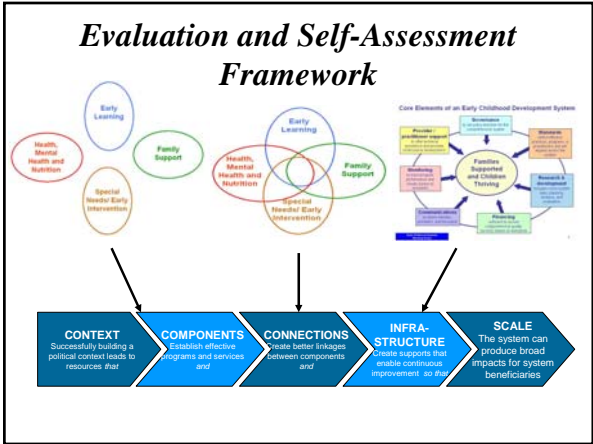 Evaluation and Self-Assessment
Framework
Early
Learning
Health,
Mental
Health and
Nutrition
Family
Support
Special
Needs/ Early
Intervention
Early
Learning
Health,
Mental
Health and
Nutrition
Family
Support
Special
Needs/ Early
Intervention
Core Elements of an Early Childhood Development System
Governance
Provider /
practitioner support
Standards
Monitoring
Families
Supported
and Children
Thriving
Research &
development
Communications
Financing
CONTEXT
Successfully building a
political context leads to
resources that
COMPONENTS
Establish effective
programs and services
and
CONNECTIONS
Create better linkages
between components
and
INFRA-
STRUCTURE
Create supports that
enable continuous
improvement so that
SCALE
The system can
produce broad
impacts for system
beneficiaries